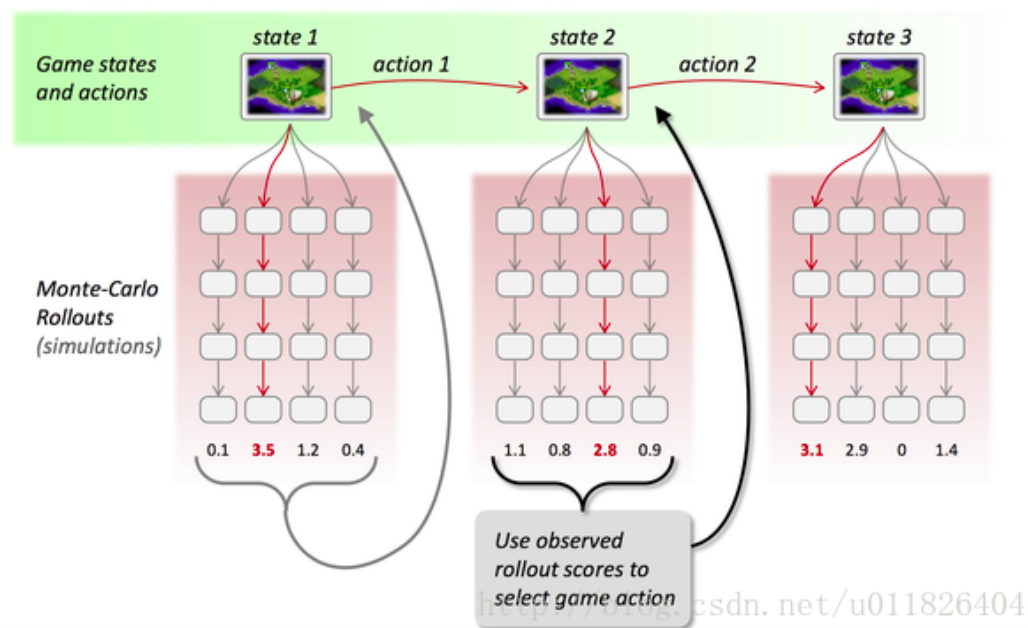 state 1
state 2
state 3
Game states
and actions
action 1
action 2
Monte-Carlo
Rollouts
(simulations)
0.1 3.5 1.2 0.4
1.1 0.8 2.8 0.9
3.1 2.9 0 1.4
Use observed
rollout scores to
select game action
http://blog.csdn.net/u011826404